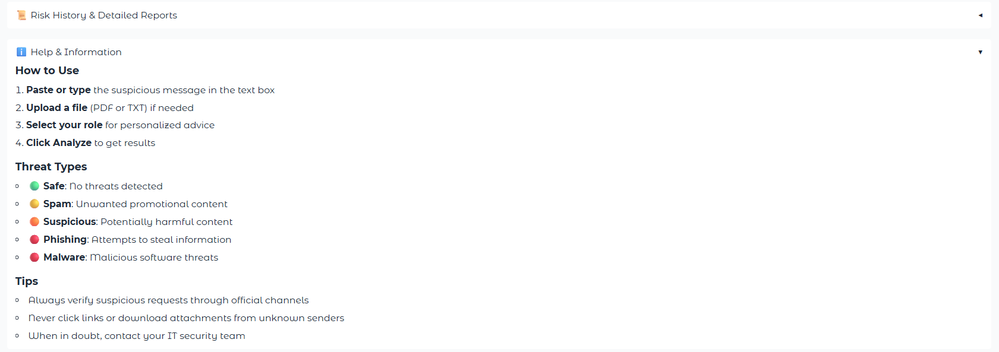 📜 Risk History & Detailed Reports
ℹ️ Help & Information
How to Use
1. Paste or type the suspicious message in the text box
2. Upload a file (PDF or TXT) if needed
3. Select your role for personalized advice
4. Click Analyze to get results
Threat Types
🟢 Safe: No threats detected
🟡 Spam: Unwanted promotional content
🟠 Suspicious: Potentially harmful content
🔴 Phishing: Attempts to steal information
🔴 Malware: Malicious software threats
Tips
Always verify suspicious requests through official channels
Never click links or download attachments from unknown senders
When in doubt, contact your IT security team